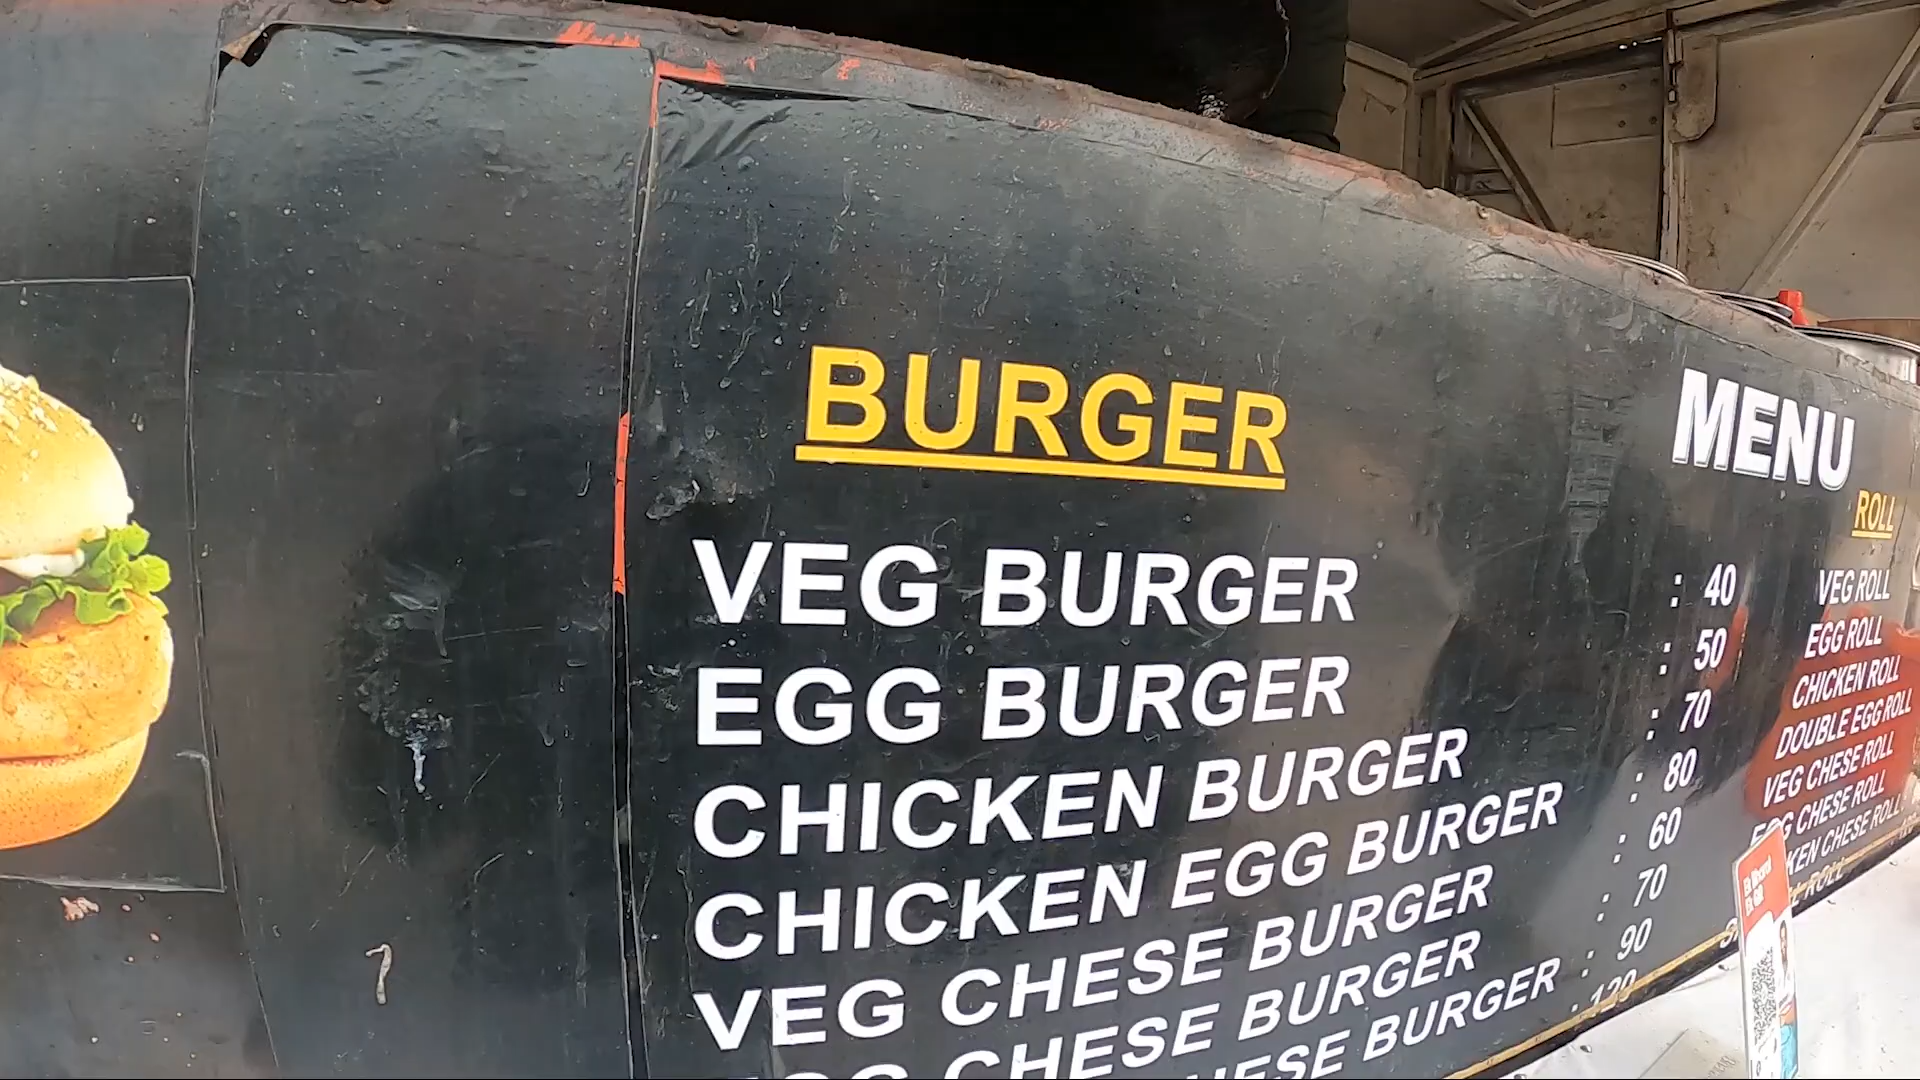 BURGER
MENU
VEG BURGER : 40
EGG BURGER : 50
CHICKEN BURGER : 70
CHICKEN EGG BURGER : 80
VEG CHESE BURGER : 60
EGG CHESE BURGER : 70
CHESE BURGER : 90
: 120
ROLL
VEG ROLL
EGG ROLL
CHICKEN ROLL
DOUBLE EGG ROLL
VEG CHESE ROLL
EGG CHESE ROLL
CHESE ROLL
ROLL